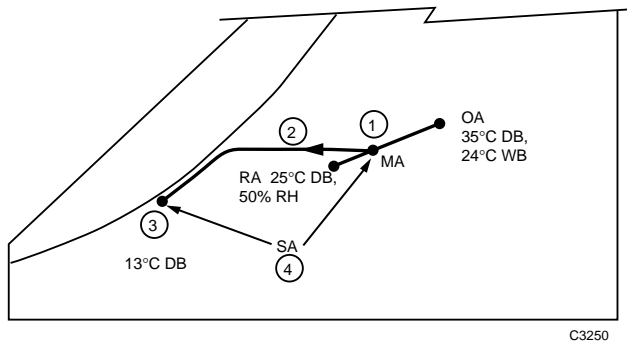 OA
35°C DB,
24°C WB
1
2
MA
RA 25°C DB,
50% RH
3
SA
4
13°C DB
C3250